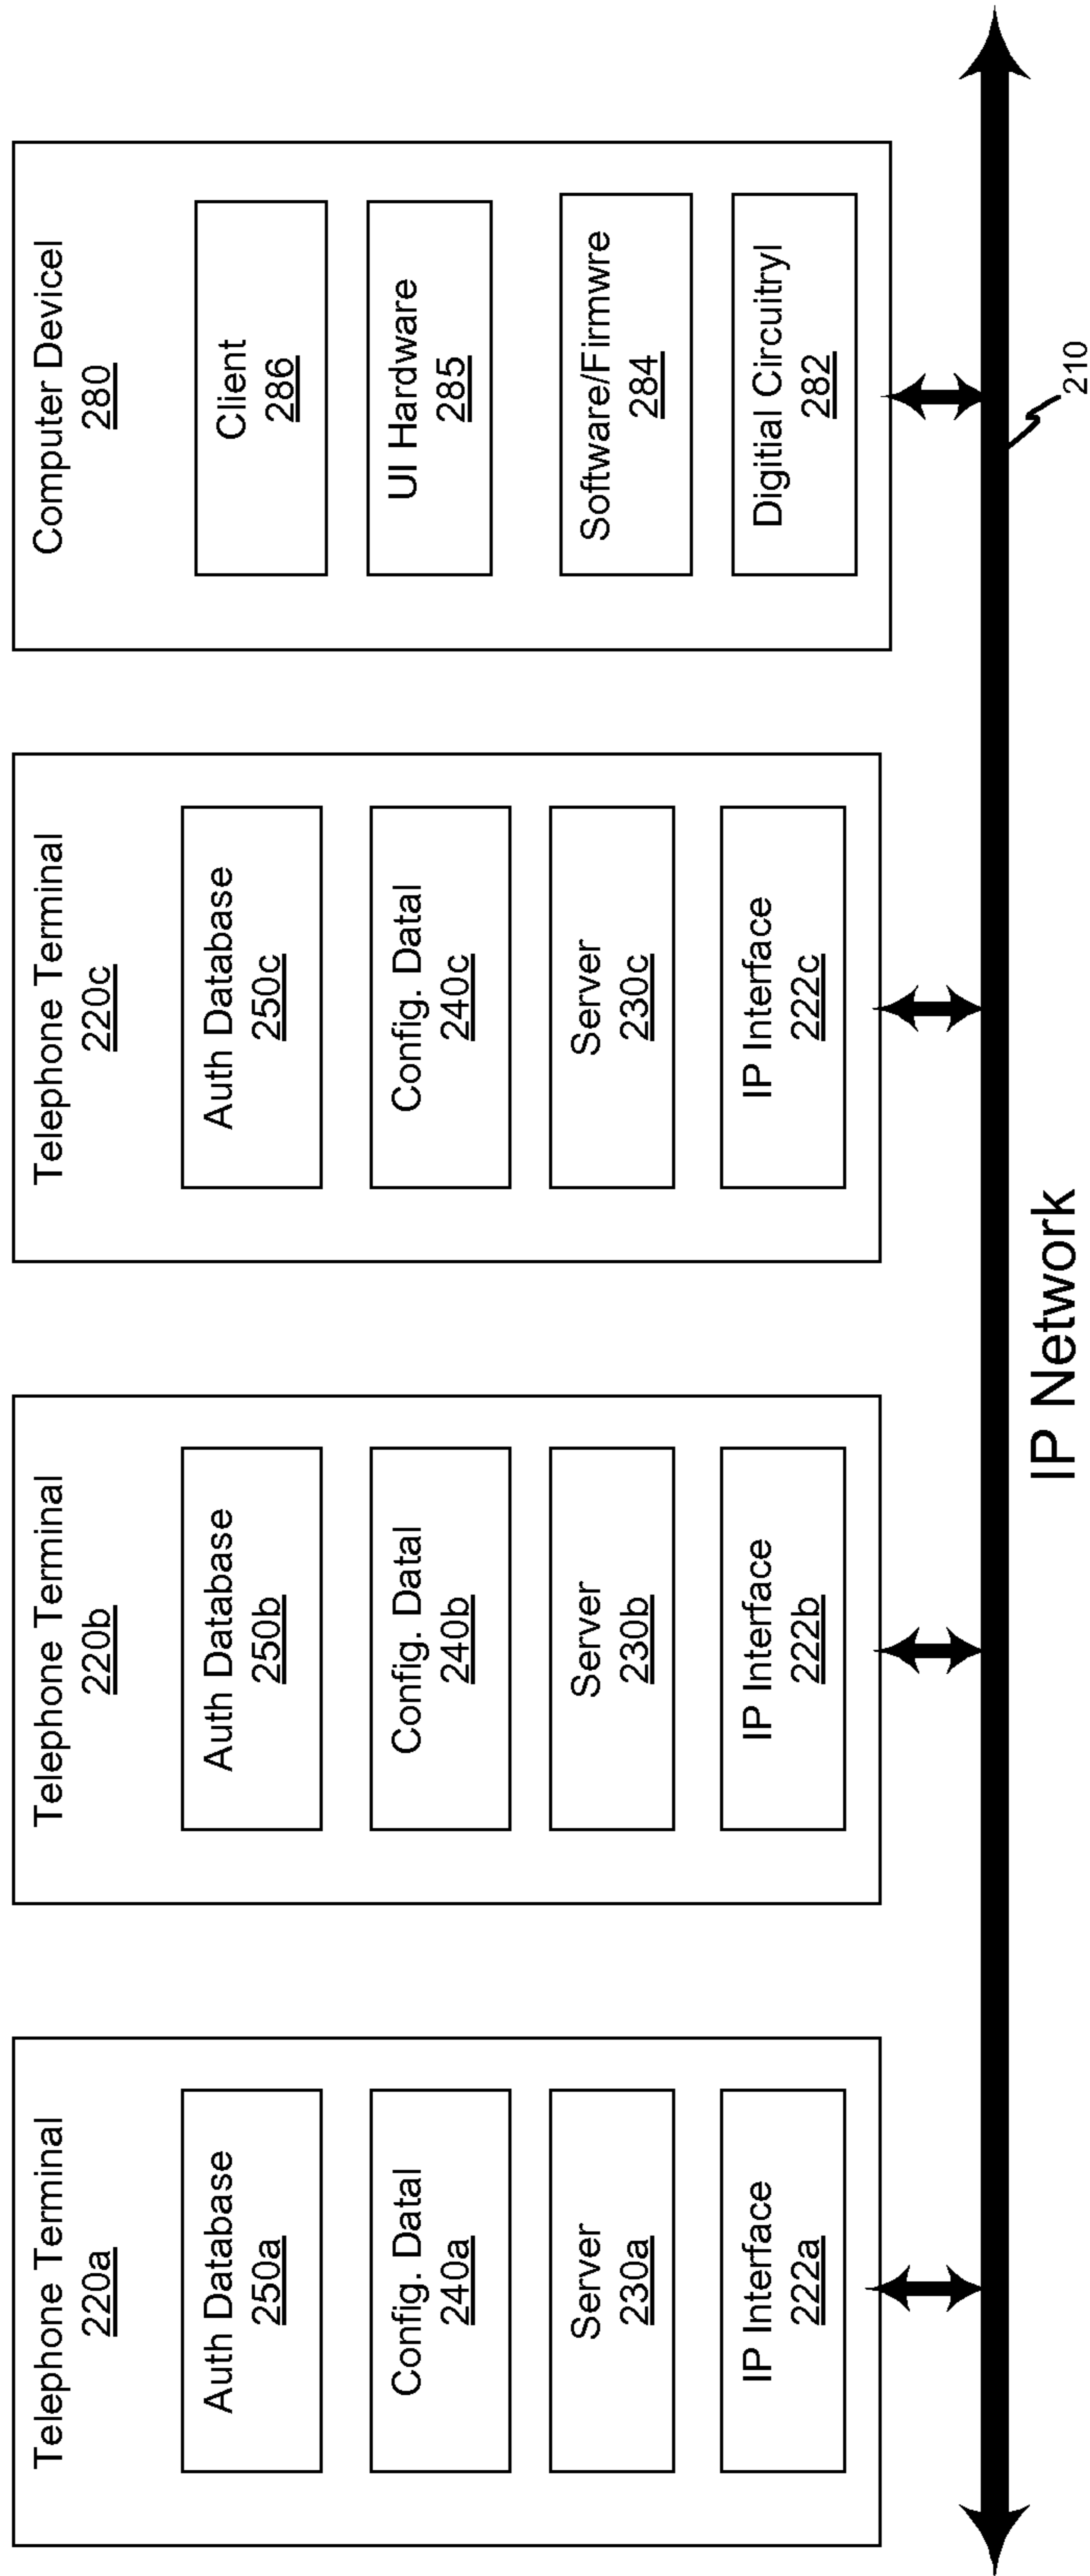 Telephone Terminal
220a
Auth Database
250a
Config. Datal
240a
Server
230a
IP Interface
222a
Telephone Terminal
220b
Auth Database
250b
Config. Datal
240b
Server
230b
IP Interface
222b
Telephone Terminal
220c
Auth Database
250c
Config. Datal
240c
Server
230c
IP Interface
222c
Computer Devicel
280
Client
286
UI Hardware
285
Software/Firmwre
284
Digitial Circuitryl
282
IP Network
210